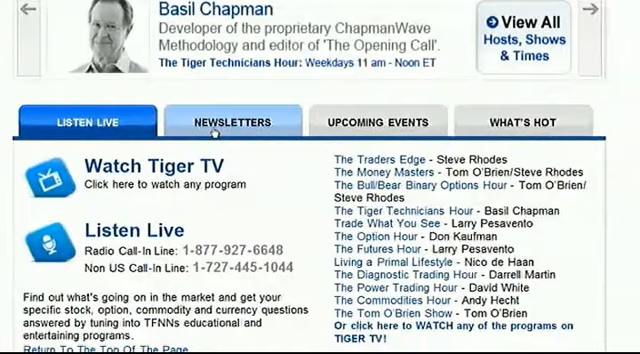 Basil Chapman
Developer of the proprietary ChapmanWave
Methodology and editor of 'The Opening Call'.
The Tiger Technicians Hour: Weekdays 11 am - Noon ET
View All
Hosts, Shows
& Times
LISTEN LIVE
NEWSLETTERS
UPCOMING EVENTS
WHAT'S HOT
Watch Tiger TV
Click here to watch any program
Listen Live
Radio Call-In Line: 1-877-927-6648
Non US Call-In Line: 1-727-445-1044
Find out what's going on in the market and get your
specific stock, option, commodity and currency questions
answered by tuning into TFNNs educational and
entertaining programs.
Return To The Top Of The Page
The Traders Edge - Steve Rhodes
The Money Masters - Tom O'Brien/Steve Rhodes
The Bull/Bear Binary Options Hour - Tom O'Brien/
Steve Rhodes
The Tiger Technicians Hour - Basil Chapman
Trade What You See - Larry Pesavento
The Option Hour - Don Kaufman
The Futures Hour - Larry Pesavento
Living a Primal Lifestyle - Nico de Haan
The Diagnostic Trading Hour - Darrell Martin
The Power Trading Hour - David White
The Commodities Hour - Andy Hecht
The Tom O'Brien Show - Tom O'Brien
Or click here to WATCH any of the programs on
TIGER TV!